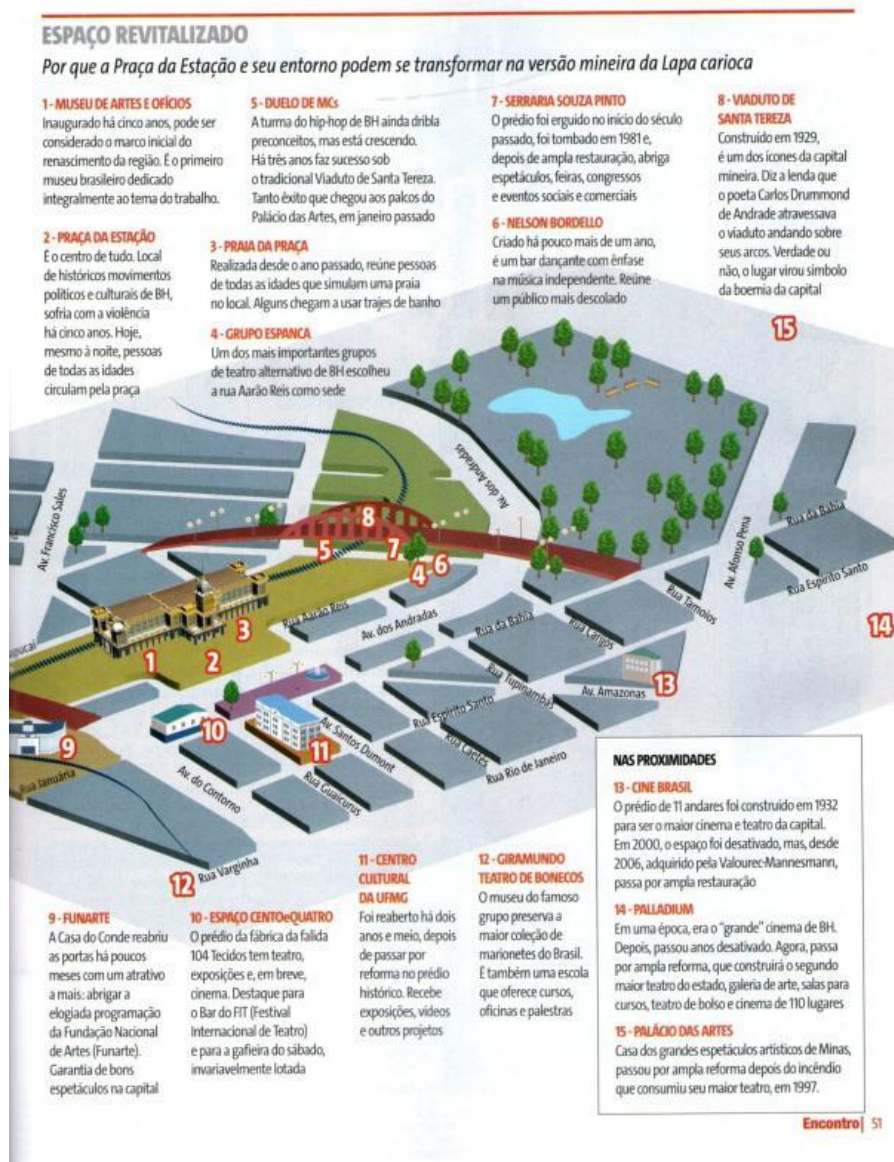 ESPAÇO REVITALIZADO
Por que a Praça da Estação e seu entorno podem se transformar na versão mineira da Lapa carioca
1 - MUSEU DE ARTES E OFÍCIOS
Inaugurado há cinco anos, pode ser
considerado o marco inicial do
renascimento da região. É o primeiro
museu brasileiro dedicado
integralmente ao tema do trabalho.
2 - PRAÇA DA ESTAÇÃO
É o centro de tudo. Local
de históricos movimentos
políticos e culturais de BH,
sofria com a violência
há cinco anos. Hoje,
mesmo à noite, pessoas
de todas as idades
circulam pela praça
5 - DUELO DE MCs
A turma do hip-hop de BH ainda dribla
preconceitos, mas está crescendo.
Há três anos faz sucesso sob
o tradicional Viaduto de Santa Tereza.
Tanto êxito que chegou aos palcos do
Palácio das Artes, em janeiro passado
3 - PRAIA DA PRAÇA
Realizada desde o ano passado, reúne pessoas
de todas as idades que simulam uma praia
no local. Alguns chegam a usar trajes de banho
4 - GRUPO ESPANCA
Um dos mais importantes grupos
de teatro alternativo de BH escolheu
a rua Aarão Reis como sede
7 - SERRARIA SOUZA PINTO
O prédio foi erguido no início do século
passado, foi tombado em 1981 e,
depois de ampla restauração, abriga
espetáculos, feiras, congressos
e eventos sociais e comerciais
6 - NELSON BORDELLO
Criado há pouco mais de um ano,
é um bar dançante com ênfase
na música independente. Reúne
um público mais descolado
8 - VIADUTO DE
SANTA TEREZA
Construído em 1929,
é um dos ícones da capital
mineira. Diz a lenda que
o poeta Carlos Drummond
de Andrade atravessava
o viaduto andando sobre
seus arcos. Verdade ou
não, o lugar virou símbolo
da boemia da capital
15
Av. dos Andradas
Av. Francisco Sales
8
5
7
4
6
Rua da Bahia
Av. Afonso Pena
Rua Espírito Santo
Rua Tamoios
14
Rua Aarão Reis
Av. dos Andradas
Rua da Bahia
Rua Carijós
3
1
2
Rua Tupinambás
Av. Amazonas
13
10
Rua Espírito Santo
Av. Santos Dumont
Rua Caetés
11
9
Rua Rio de Janeiro
Rua Januária
Av. do Contorno
Rua Guaicurus
12
Rua Varginha
9 - FUNARTE
A Casa do Conde reabriu
as portas há poucos
meses com um atrativo
a mais: abrigar a
elogiada programação
da Fundação Nacional
de Artes (Funarte).
Garantia de bons
espetáculos na capital
10 - ESPAÇO CENTOeQUATRO
O prédio da fábrica da falida
104 Tecidos tem teatro,
exposições e, em breve,
cinema. Destaque para
o Bar do FIT (Festival
Internacional de Teatro)
e para a gafieira do sábado,
invariavelmente lotada
11 - CENTRO
CULTURAL
DA UFMG
Foi reaberto há dois
anos e meio, depois
de passar por
reforma no prédio
histórico. Recebe
exposições, vídeos
e outros projetos
12 - GIRAMUNDO
TEATRO DE BONECOS
O museu do famoso
grupo preserva a
maior coleção de
marionetes do Brasil.
É também uma escola
que oferece cursos,
oficinas e palestras
NAS PROXIMIDADES
13 - CINE BRASIL
O prédio de 11 andares foi construído em 1932
para ser o maior cinema e teatro da capital.
Em 2000, o espaço foi desativado, mas, desde
2006, adquirido pela Valourec-Mannesmann,
passa por ampla restauração
14 - PALLADIUM
Em uma época, era o "grande" cinema de BH.
Depois, passou anos desativado. Agora, passa
por ampla reforma, que construirá o segundo
maior teatro do estado, galeria de arte, salas para
cursos, teatro de bolso e cinema de 110 lugares
15 - PALÁCIO DAS ARTES
Casa dos grandes espetáculos artísticos de Minas,
passou por ampla reforma depois do incêndio
que consumiu seu maior teatro, em 1997.
Encontro| 51